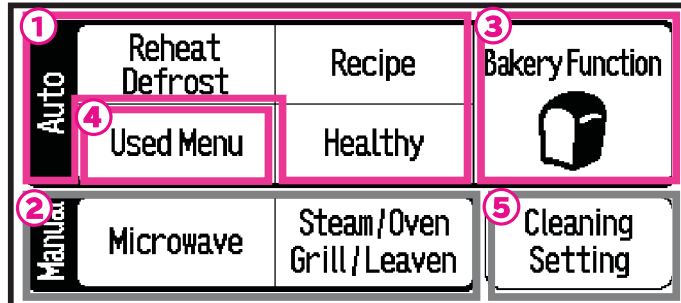 1
Auto
Reheat
Defrost
Recipe
3
Bakery Function
4
Used Menu
Healthy
2
Manual
Microwave
Steam/Oven
Grill/Leaven
5
Cleaning
Setting